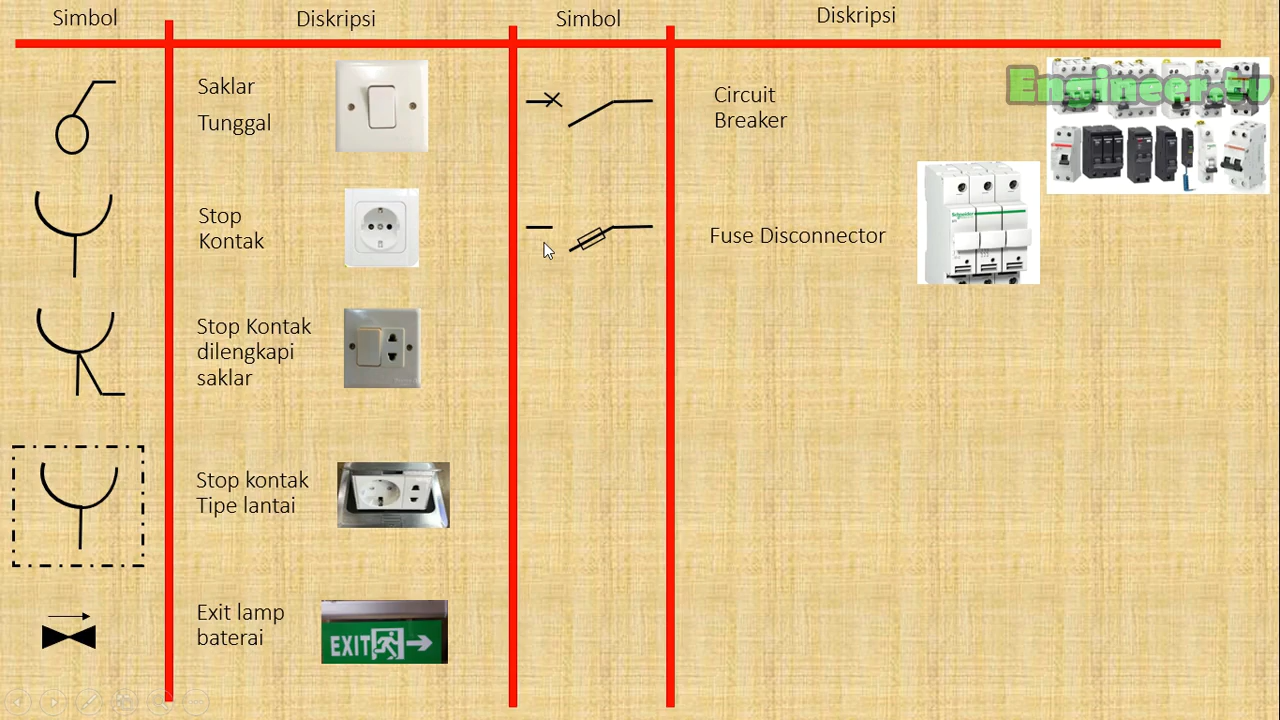 Simbol
Diskripsi
Simbol
Diskripsi
Saklar
Tunggal
Stop
Kontak
Stop Kontak
dilengkapi
saklar
Stop kontak
Tipe lantai
Exit lamp
baterai
EXIT
Circuit
Breaker
Fuse Disconnector
Schneider
Engineer.tv